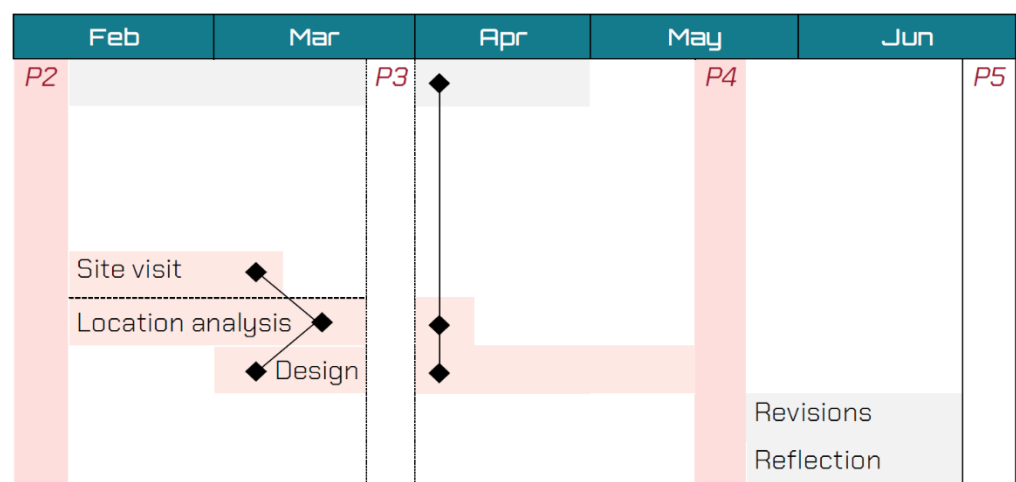 Feb Mar Apr May Jun
P2 P3 P4 P5
Site visit
Location analysis
Design
Revisions
Reflection